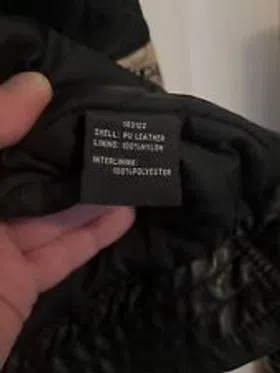 SHELL: PU LEATHER
LINING: 100%NYLON
INTERLINING:
100%POLYESTER